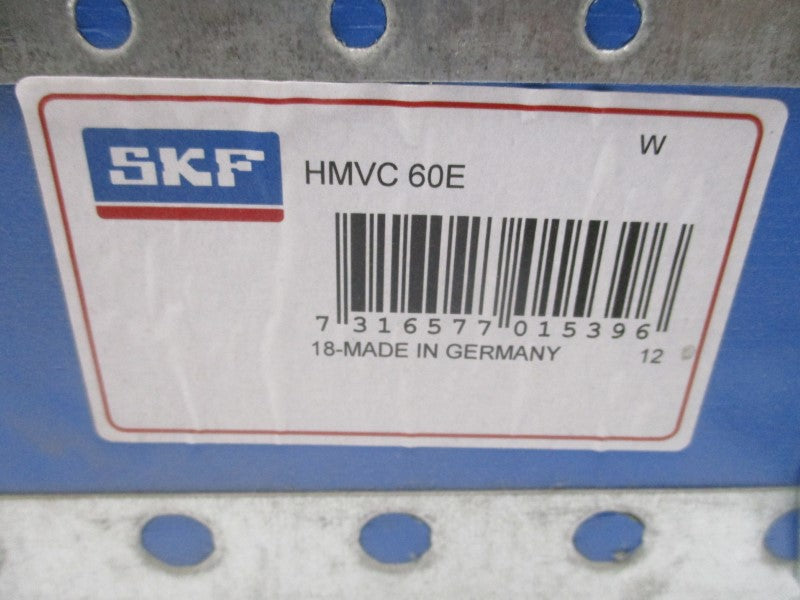 W
SKF
HMVC 60E
7 316577 015396
18-MADE IN GERMANY 12